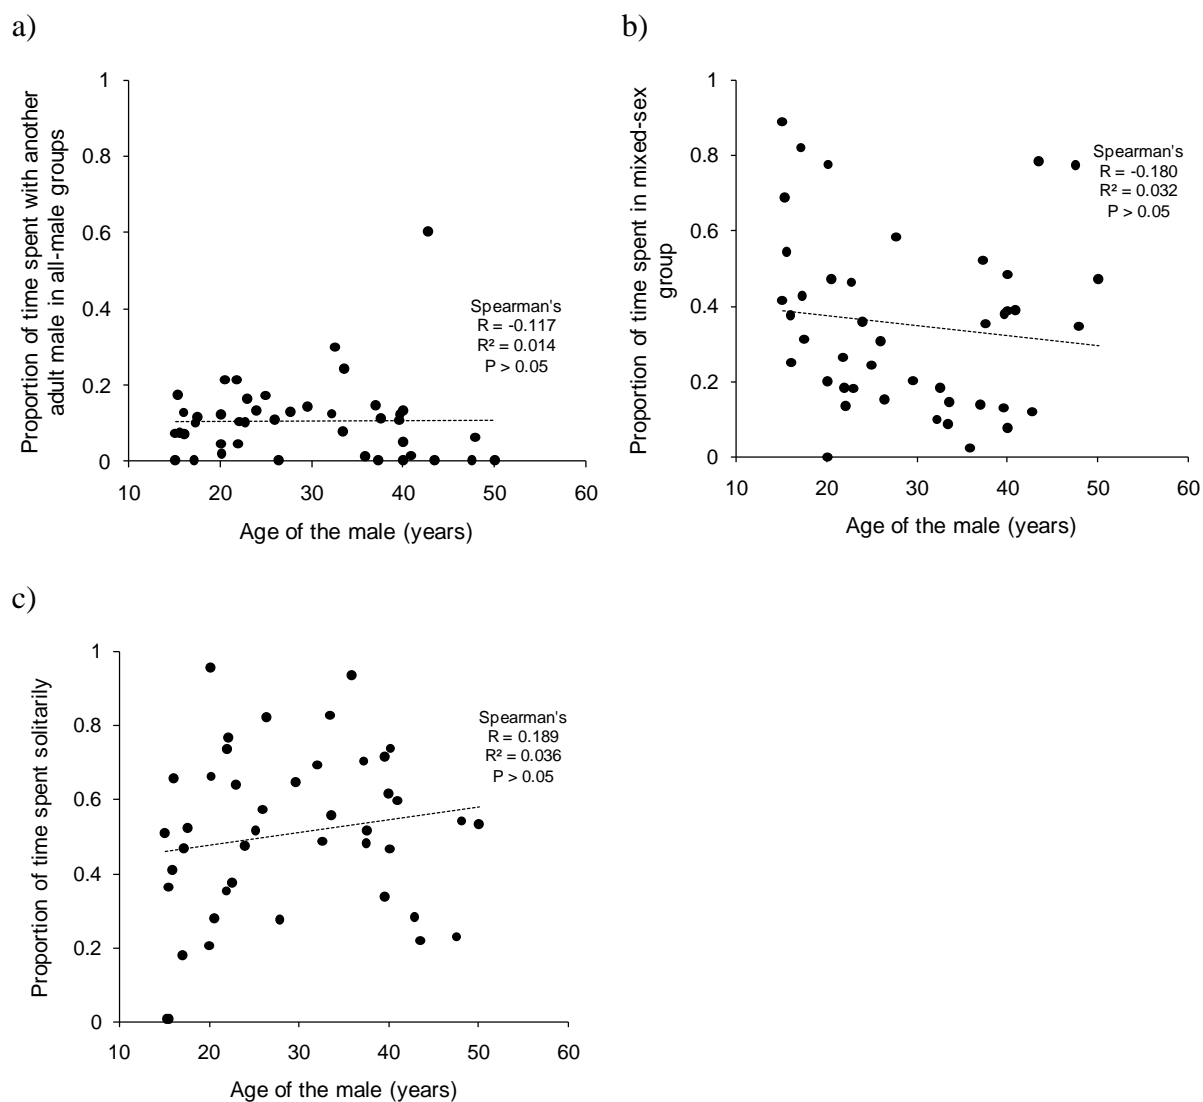 a)
Proportion of time spent with another
adult male in all-male groups
1
0.8
0.6
0.4
0.2
0
10 20 30 40 50 60
Age of the male (years)
Spearman's
R = -0.117
R² = 0.014
P > 0.05
b)
Proportion of time spent in mixed-sex
group
1
0.8
0.6
0.4
0.2
0
10 20 30 40 50 60
Age of the male (years)
Spearman's
R = -0.180
R² = 0.032
P > 0.05
c)
Proportion of time spent solitarily
1
0.8
0.6
0.4
0.2
0
10 20 30 40 50 60
Age of the male (years)
Spearman's
R = 0.189
R² = 0.036
P > 0.05